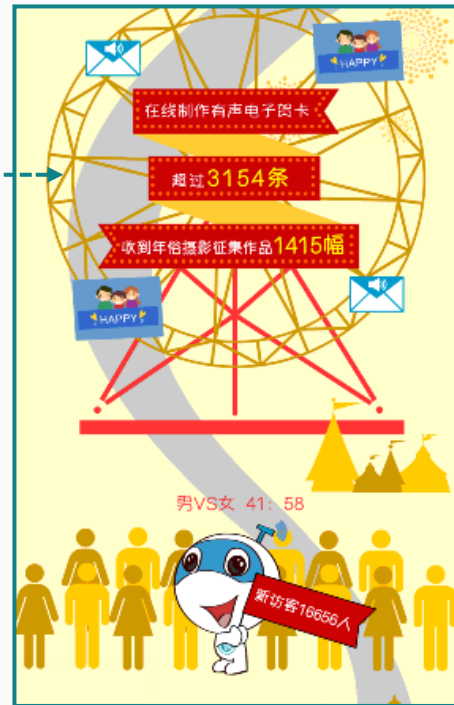 HAPPY
在线制作有声电子贺卡
超过3154条
收到年俗摄影征集作品1415幅
HAPPY
男VS女 41：58
新访客16656人